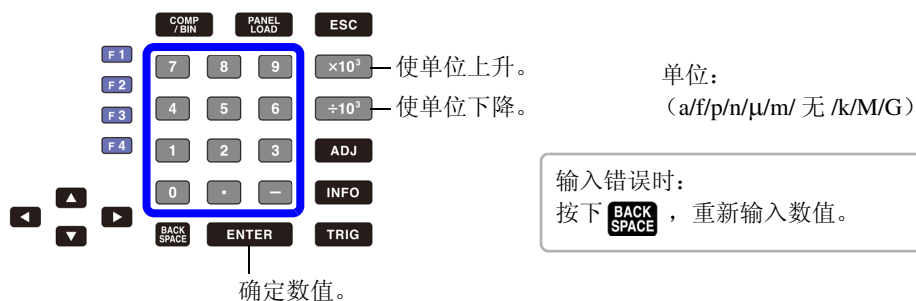 COMP
/BIN
PANEL
LOAD
ESC
F1
7 8 9 ×10³ 使单位上升。
F2
单位：
F3
4 5 6 ÷10³ 使单位下降。
（a/f/p/n/μ/m/ 无 /k/M/G）
F4
1 2 3 ADJ
0 . − INFO
输入错误时：
按下 BACK SPACE ，重新输入数值。
BACK
SPACE
ENTER TRIG
确定数值。